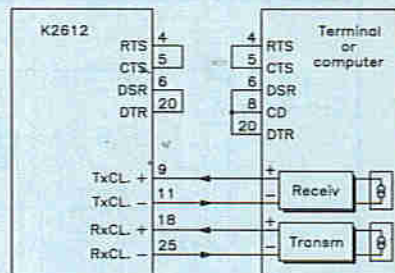 K2612
4
RTS
5
CTS
6
DSR
20
DTR
9
TxCL. +
11
TxCL. −
18
RxCL. +
25
RxCL. −
4
RTS
5
CTS
6
DSR
8
CD
20
DTR
Terminal
or
computer
+
Receiv
−
+
Transm
−